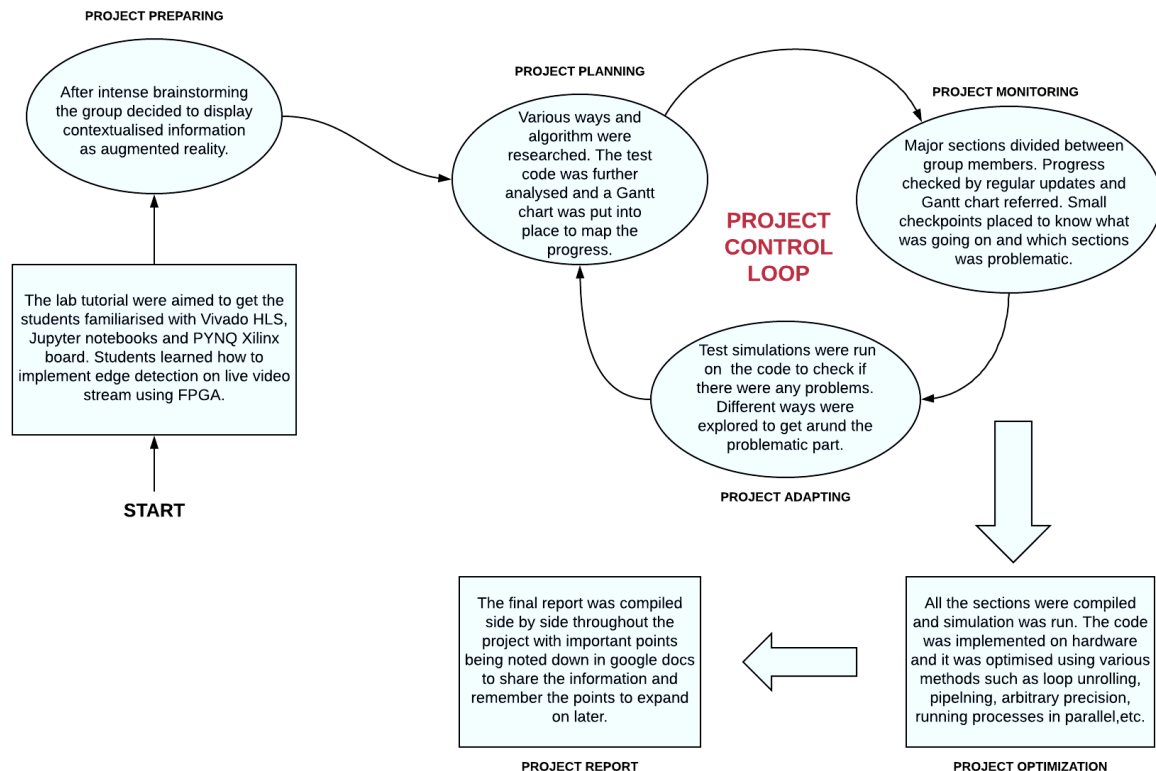 PROJECT PREPARING
After intense brainstorming
the group decided to display
contextualised information
as augmented reality.
The lab tutorial were aimed to get the
students familiarised with Vivado HLS,
Jupyter notebooks and PYNQ Xilinx
board. Students learned how to
implement edge detection on live video
stream using FPGA.
START
PROJECT PLANNING
Various ways and
algorithm were
researched. The test
code was further
analysed and a Gantt
chart was put into
place to map the
progress.
PROJECT
CONTROL
LOOP
PROJECT MONITORING
Major sections divided between
group members. Progress
checked by regular updates and
Gantt chart referred. Small
checkpoints placed to know what
was going on and which sections
was problematic.
Test simulations were run
on the code to check if
there were any problems.
Different ways were
explored to get arund the
problematic part.
PROJECT ADAPTING
All the sections were compiled
and simulation was run. The code
was implemented on hardware
and it was optimised using various
methods such as loop unrolling,
pipelning, arbitrary precision,
running processes in parallel,etc.
PROJECT OPTIMIZATION
The final report was compiled
side by side throughout the
project with important points
being noted down in google docs
to share the information and
remember the points to expand
on later.
PROJECT REPORT